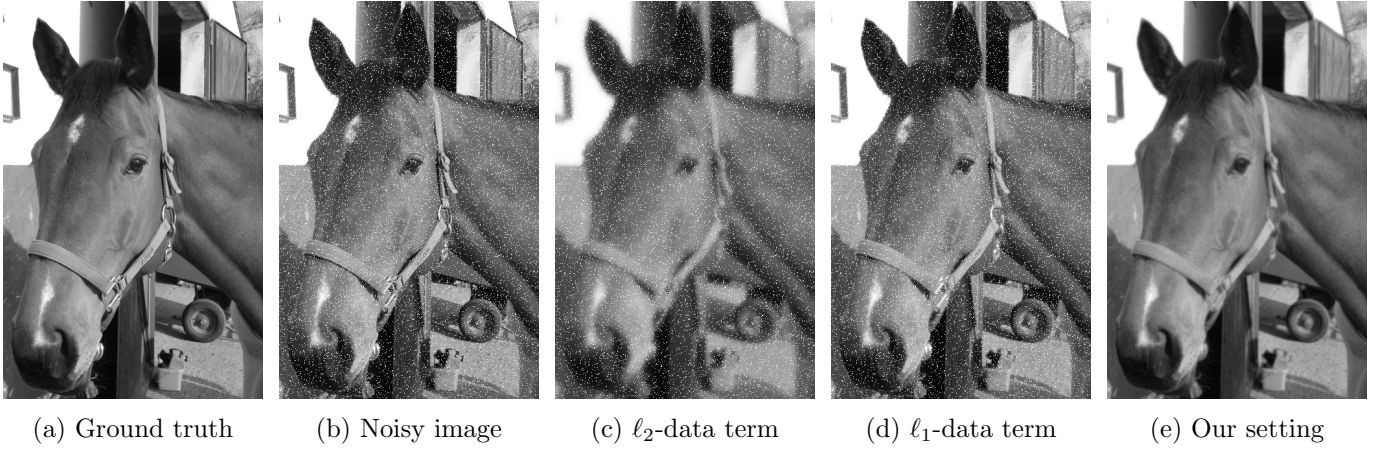 (a) Ground truth
(b) Noisy image
(c) ℓ₂-data term
(d) ℓ₁-data term
(e) Our setting